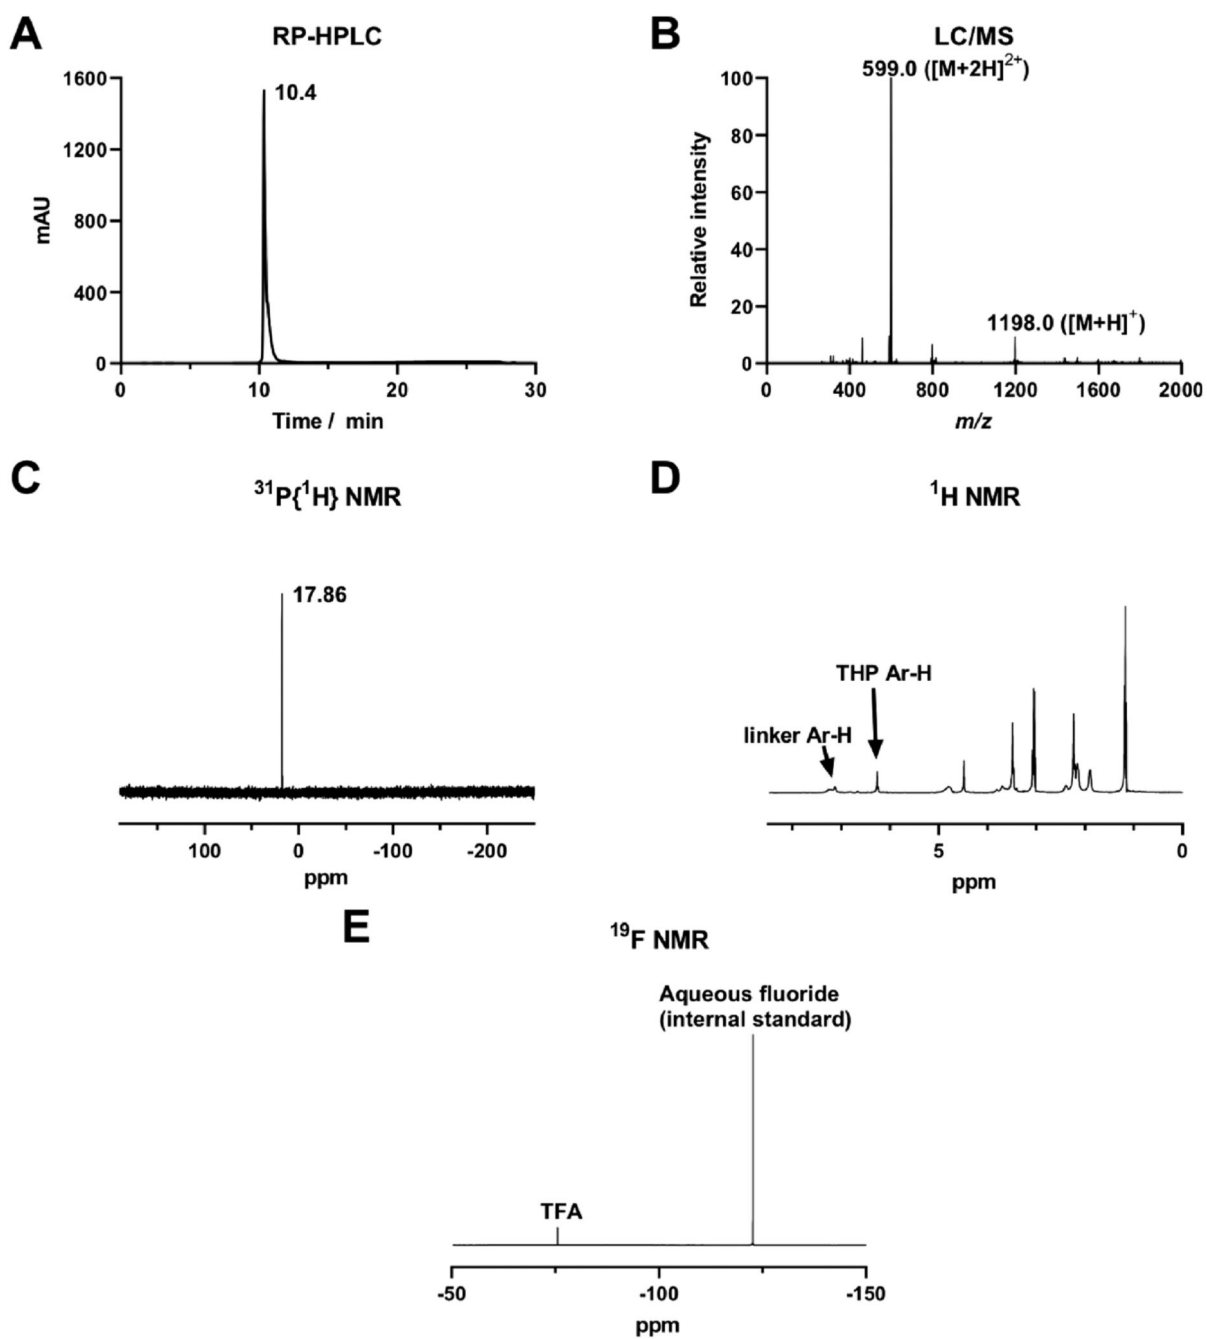 A
RP-HPLC
1600
1200
800
400
0
mAU
10.4
0 10 20 30
Time / min
B
LC/MS
599.0 ([M+2H]²⁺)
100
80
60
40
20
0
Relative intensity
1198.0 ([M+H]⁺)
0 400 800 1200 1600 2000
m/z
C
³¹P{¹H} NMR
17.86
100 0 -100 -200
ppm
D
¹H NMR
THP Ar-H
linker Ar-H
5 0
ppm
E
¹⁹F NMR
Aqueous fluoride
(internal standard)
TFA
-50 -100 -150
ppm